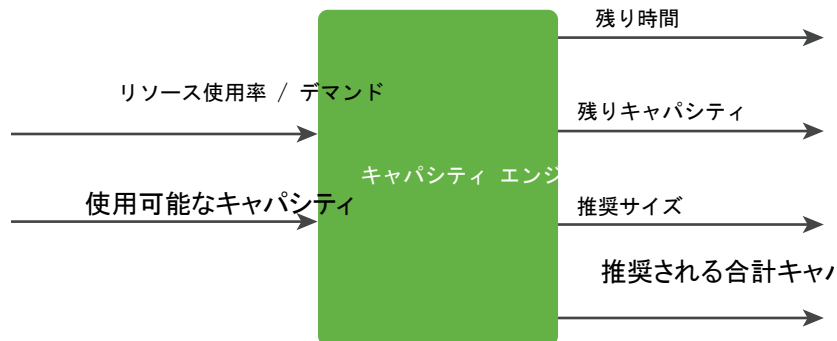 残り時間
リソース使用率 / デマンド
残りキャパシティ
キャパシティ エンジ
使用可能なキャパシティ
推奨サイズ
推奨される合計キャパ